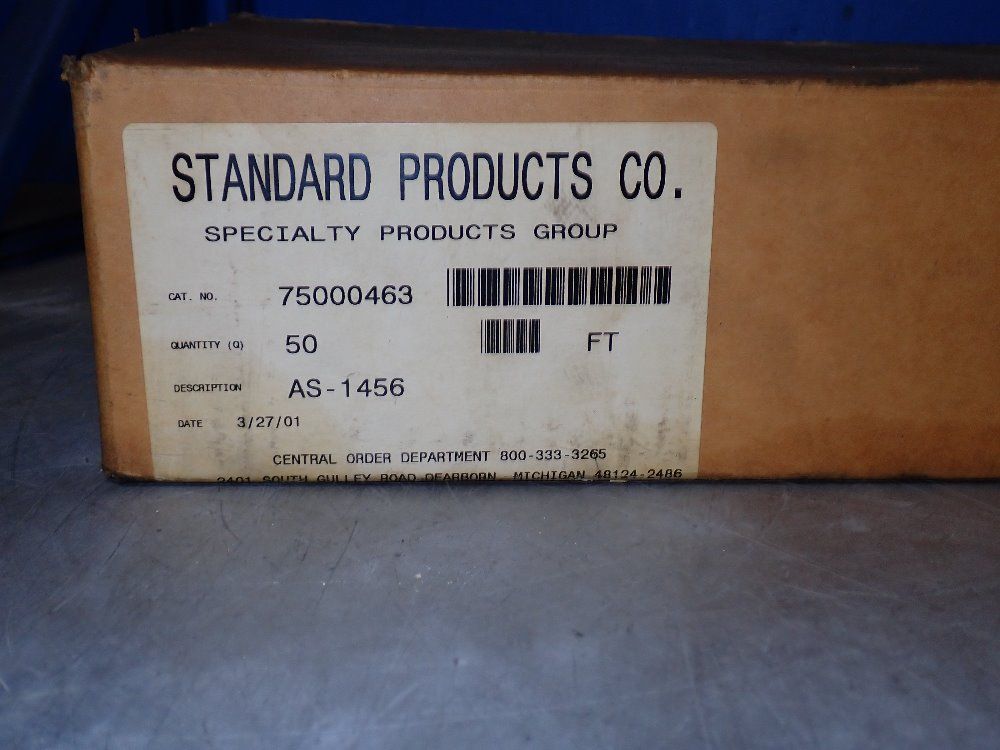 STANDARD PRODUCTS CO.
SPECIALTY PRODUCTS GROUP
CAT. NO. 75000463
QUANTITY (Q) 50 FT
DESCRIPTION AS-1456
DATE 3/27/01
CENTRAL ORDER DEPARTMENT 800-333-3265
2401 SOUTH GULLEY ROAD DEARBORN, MICHIGAN 48124-2486